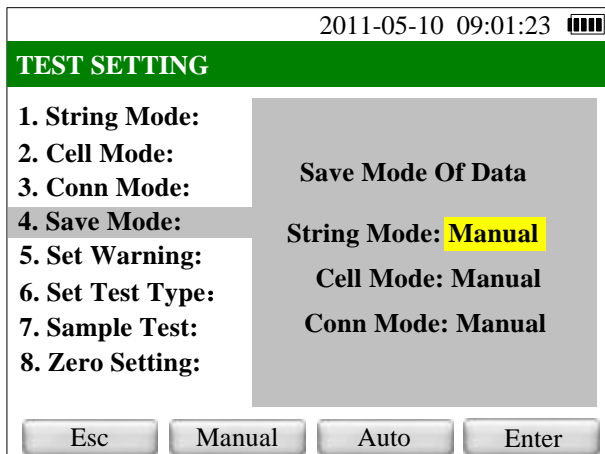 2011-05-10 09:01:23
TEST SETTING
1. String Mode:
2. Cell Mode:
3. Conn Mode:
4. Save Mode:
5. Set Warning:
6. Set Test Type：
7. Sample Test:
8. Zero Setting:
Save Mode Of Data
String Mode: Manual
Cell Mode: Manual
Conn Mode: Manual
Esc Manual Auto Enter